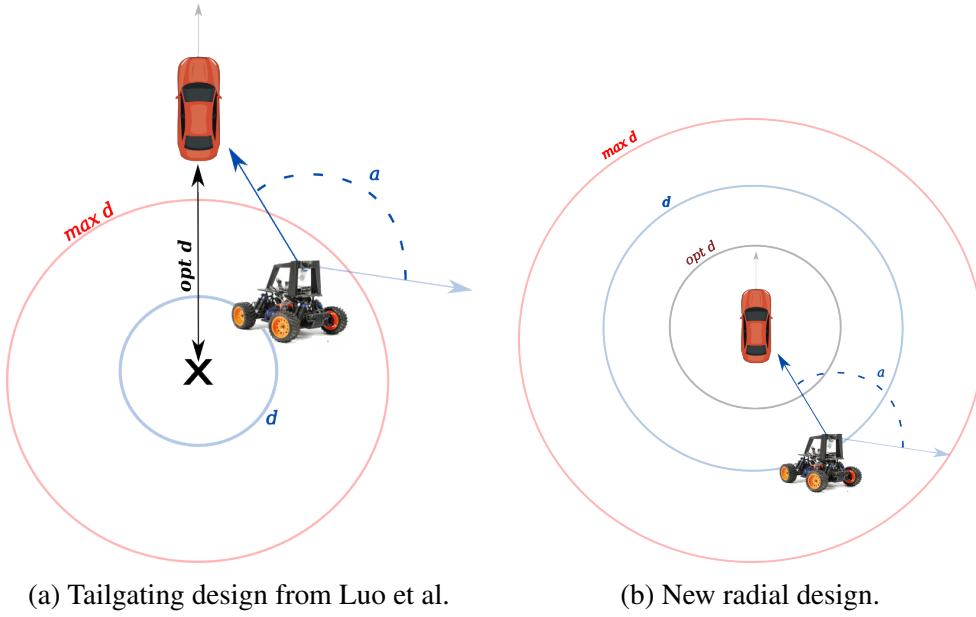 max d
opt d
a
d
(a) Tailgating design from Luo et al.
max d
d
opt d
a
(b) New radial design.